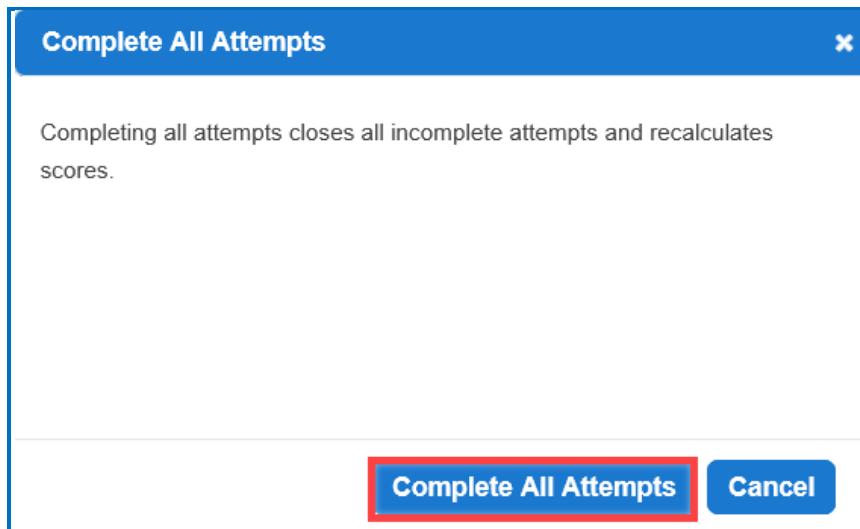 Complete All Attempts
Completing all attempts closes all incomplete attempts and recalculates
scores.
Complete All Attempts
Cancel